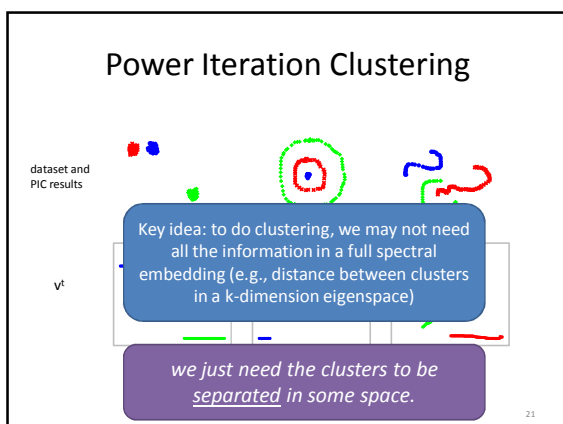 Power Iteration Clustering
dataset and
PIC results
Key idea: to do clustering, we may not need
all the information in a full spectral
embedding (e.g., distance between clusters
in a k-dimension eigenspace)
vt
we just need the clusters to be
separated in some space.
21